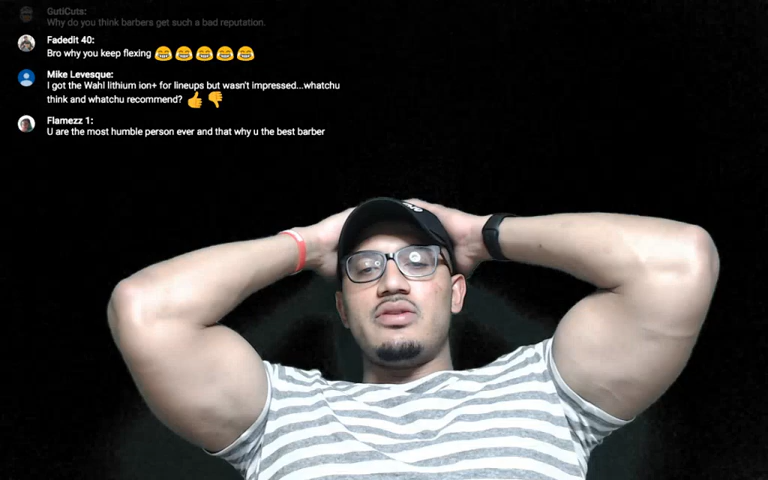 GutiCuts:
Why do you think barbers get such a bad reputation.
Fadedit 40:
Bro why you keep flexing 😂😂😂😂😂
Mike Levesque:
I got the Wahl lithium ion+ for lineups but wasn't impressed...whatchu
think and whatchu recommend? 👍👎
Flamezz 1:
U are the most humble person ever and that why u the best barber